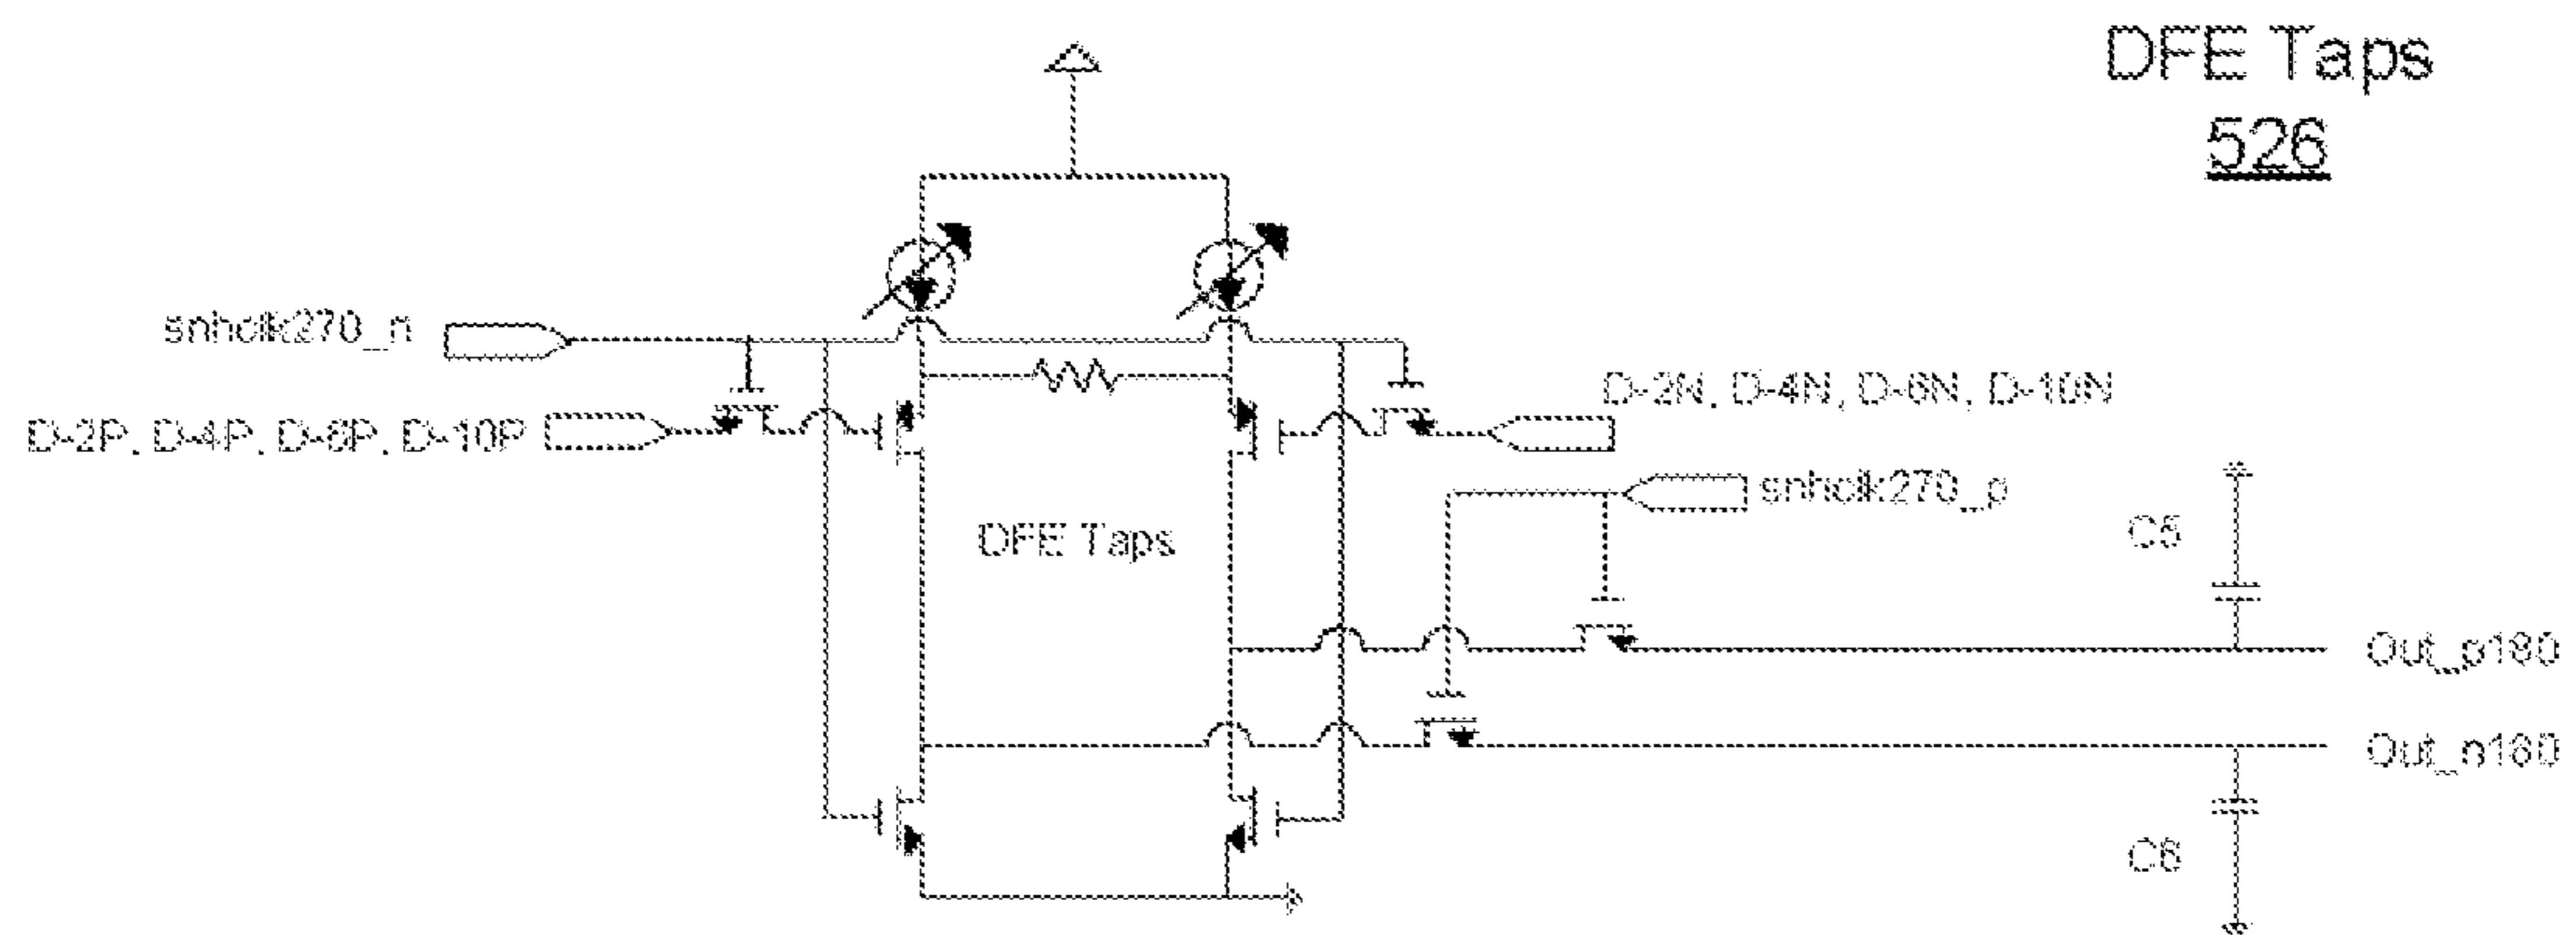 DFE Taps
526
snhclk270_n
D-2P, D-4P, D-6P, D-10P
D-2N, D-4N, D-6N, D-10N
snhclk270_p
DFE Taps
C5
Out_p180
Out_n180
C6